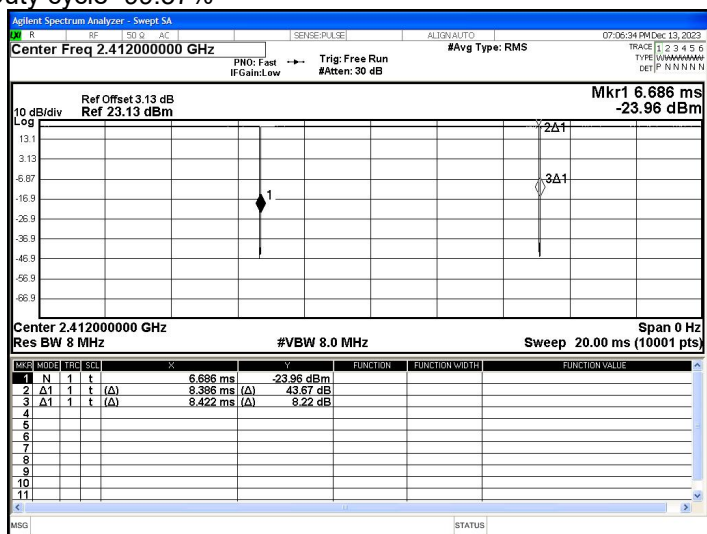 Agilent Spectrum Analyzer - Swept SA
LXI R RF 50 Ω AC SENSE:PULSE ALIGN AUTO 07:06:34 PM Dec 13, 2023
Center Freq 2.412000000 GHz #Avg Type: RMS TRACE 1 2 3 4 5 6
PNO: Fast Trig: Free Run TYPE
IFGain:Low #Atten: 30 dB DET P N N N N N
Mkr1 6.686 ms
Ref Offset 3.13 dB -23.96 dBm
10 dB/div Ref 23.13 dBm
Log
2Δ1
13.1
3.13
-6.87
3Δ1
-16.9
1
-26.9
-36.9
-46.9
-56.9
-66.9
Center 2.412000000 GHz Span 0 Hz
Res BW 8 MHz #VBW 8.0 MHz Sweep 20.00 ms (10001 pts)
MKR MODE TRC SCL X Y FUNCTION FUNCTION WIDTH FUNCTION VALUE
1 N 1 t 6.686 ms -23.96 dBm
2 Δ1 1 t (Δ) 8.386 ms (Δ) 43.67 dB
3 Δ1 1 t (Δ) 8.422 ms (Δ) 8.22 dB
4
5
6
7
8
9
10
11
MSG STATUS